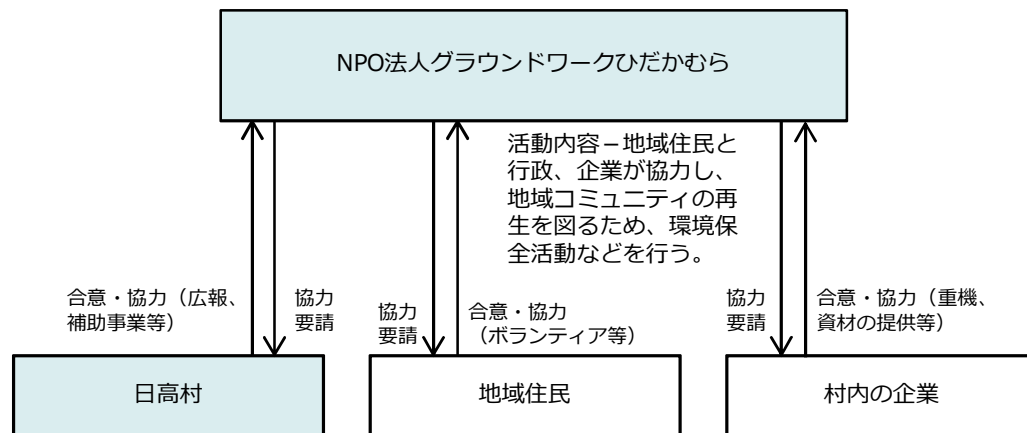 NPO法人グラウンドワークひだかむら
活動内容－地域住民と
行政、企業が協力し、
地域コミュニティの再
生を図るため、環境保
全活動などを行う。
合意・協力（広報、
補助事業等）
協力
要請
協力
要請
合意・協力
（ボランティア等）
協力
要請
合意・協力（重機、
資材の提供等）
日高村
地域住民
村内の企業